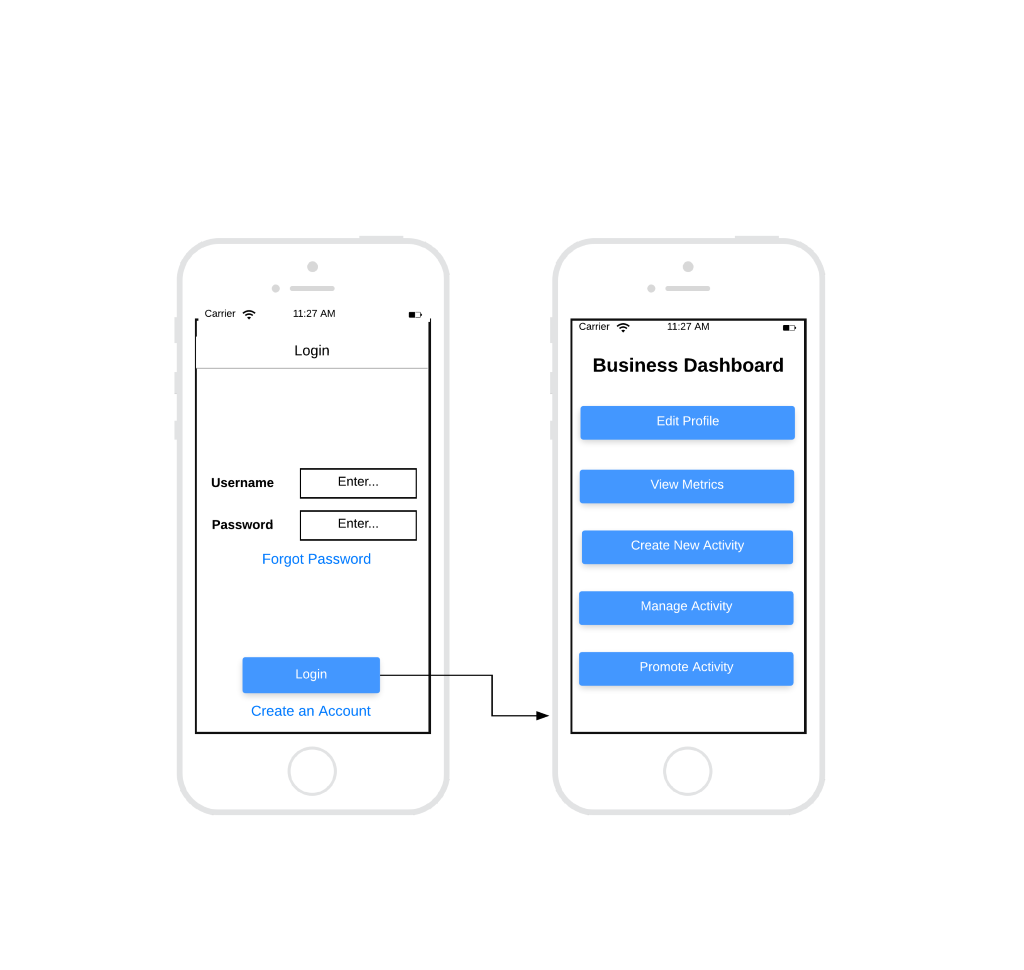 Carrier 11:27 AM
Login
Username Enter...
Password Enter...
Forgot Password
Login
Create an Account
Carrier 11:27 AM
Business Dashboard
Edit Profile
View Metrics
Create New Activity
Manage Activity
Promote Activity